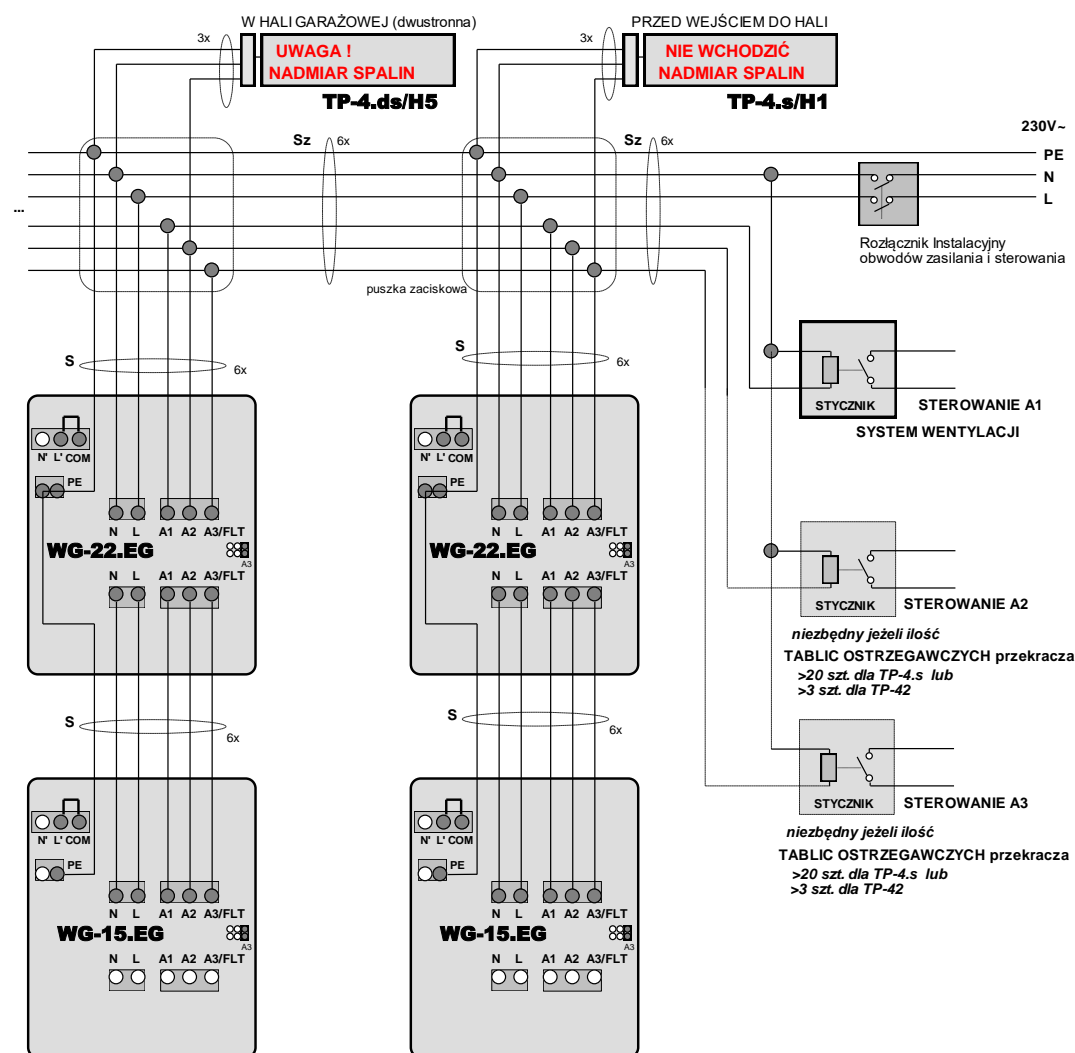 W HALI GARAŻOWEJ (dwustronna)
PRZED WEJŚCIEM DO HALI
3x
UWAGA !
NADMIAR SPALIN
TP-4.ds/H5
3x
NIE WCHODZIĆ
NADMIAR SPALIN
TP-4.s/H1
230V~
Sz 6x
Sz 6x
PE
N
L
...
Rozłącznik Instalacyjny
obwodów zasilania i sterowania
puszka zaciskowa
S
6x
S
6x
STYCZNIK
STEROWANIE A1
SYSTEM WENTYLACJI
N' L' COM
PE
N L A1 A2 A3/FLT
WG-22.EG
A3
N L A1 A2 A3/FLT
N' L' COM
PE
N L A1 A2 A3/FLT
WG-22.EG
A3
N L A1 A2 A3/FLT
STYCZNIK
STEROWANIE A2
niezbędny jeżeli ilość
TABLIC OSTRZEGAWCZYCH przekracza
>20 szt. dla TP-4.s lub
>3 szt. dla TP-42
S
6x
S
6x
STYCZNIK
STEROWANIE A3
niezbędny jeżeli ilość
TABLIC OSTRZEGAWCZYCH przekracza
>20 szt. dla TP-4.s lub
>3 szt. dla TP-42
N' L' COM
PE
N L A1 A2 A3/FLT
WG-15.EG
A3
N L A1 A2 A3/FLT
N' L' COM
PE
N L A1 A2 A3/FLT
WG-15.EG
A3
N L A1 A2 A3/FLT